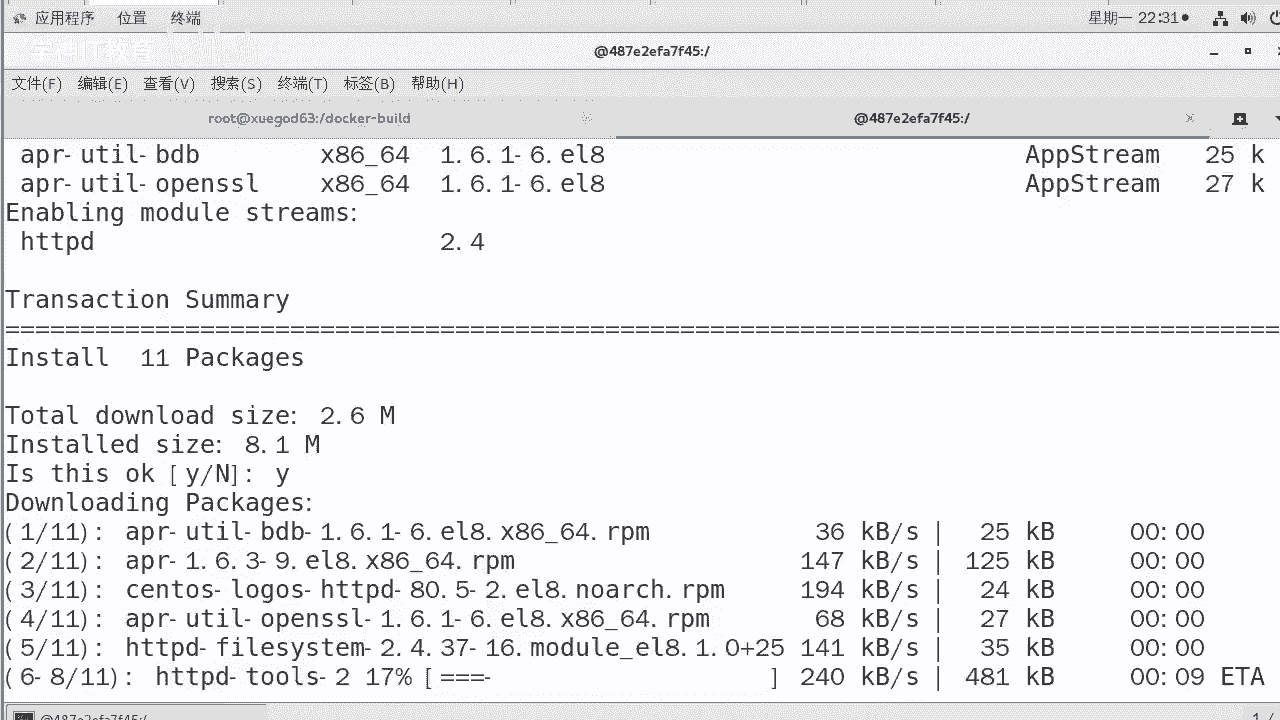 应用程序 位置 终端 星期一 22:31
学神IT教育
@487e2efa7f45:/
文件(F) 编辑(E) 查看(V) 搜索(S) 终端(T) 标签(B) 帮助(H)
root@xuegod63:/docker-build @487e2efa7f45:/
apr-util-bdb x86_64 1.6.1-6.el8 AppStream 25 k
apr-util-openssl x86_64 1.6.1-6.el8 AppStream 27 k
Enabling module streams:
httpd 2.4
Transaction Summary
================================================================================
Install 11 Packages
Total download size: 2.6 M
Installed size: 8.1 M
Is this ok [y/N]: y
Downloading Packages:
(1/11): apr-util-bdb-1.6.1-6.el8.x86_64.rpm 36 kB/s | 25 kB 00:00
(2/11): apr-1.6.3-9.el8.x86_64.rpm 147 kB/s | 125 kB 00:00
(3/11): centos-logos-httpd-80.5-2.el8.noarch.rpm 194 kB/s | 24 kB 00:00
(4/11): apr-util-openssl-1.6.1-6.el8.x86_64.rpm 68 kB/s | 27 kB 00:00
(5/11): httpd-filesystem-2.4.37-16.module_el8.1.0+25 141 kB/s | 35 kB 00:00
(6-8/11): httpd-tools-2 17% [===- ] 240 kB/s | 481 kB 00:09 ETA
@487e2efa7f45:/ 1 /